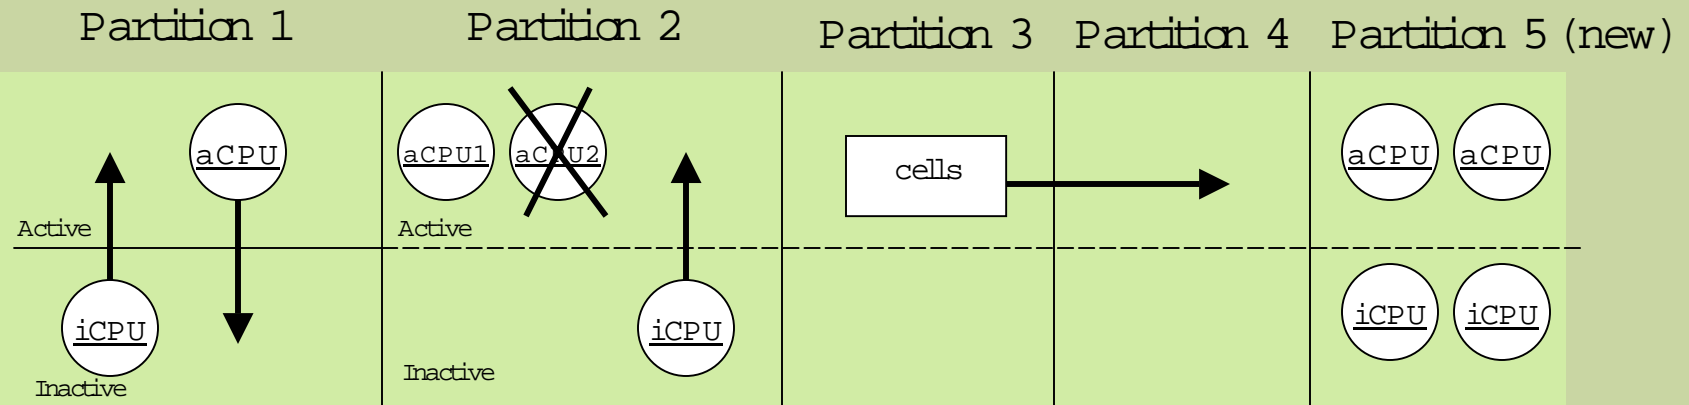 Partition 1 Partition 2 Partition 3 Partition 4 Partition 5 (new)
aCPU aCPU1 aCPU2 cells aCPU aCPU
Active Active
iCPU iCPU iCPU iCPU
Inactive Inactive